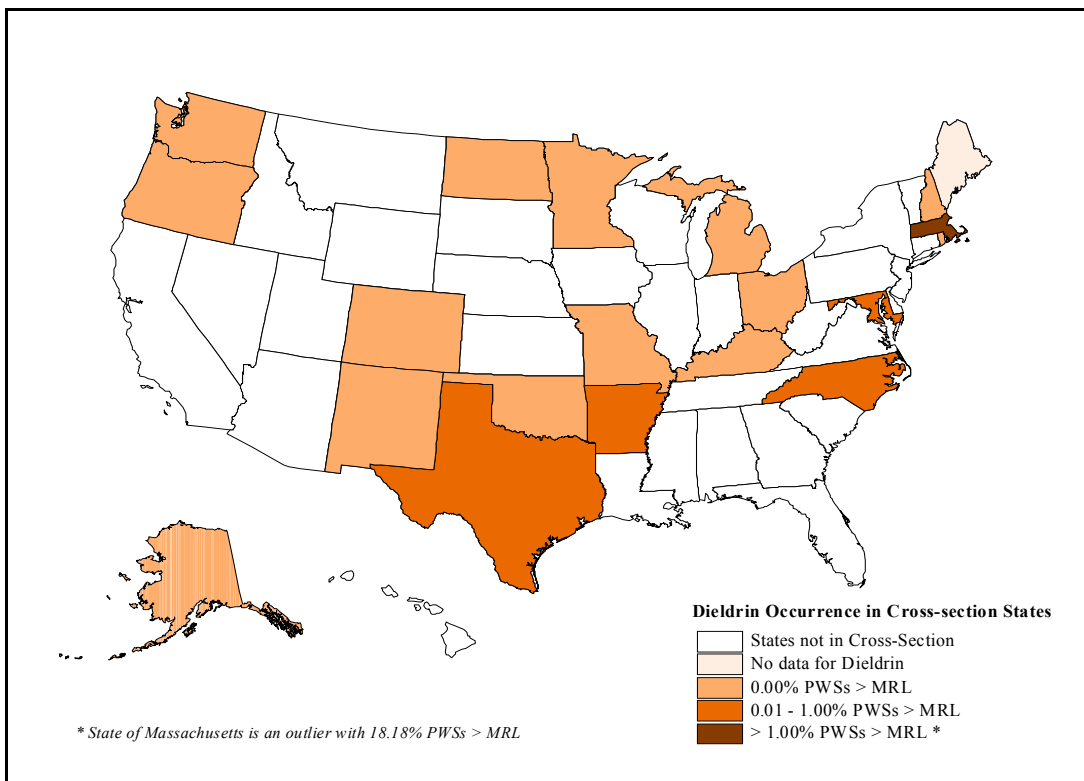 Dieldrin Occurrence in Cross-section States
States not in Cross-Section
No data for Dieldrin
0.00% PWSs > MRL
0.01 - 1.00% PWSs > MRL
> 1.00% PWSs > MRL *
* State of Massachusetts is an outlier with 18.18% PWSs > MRL